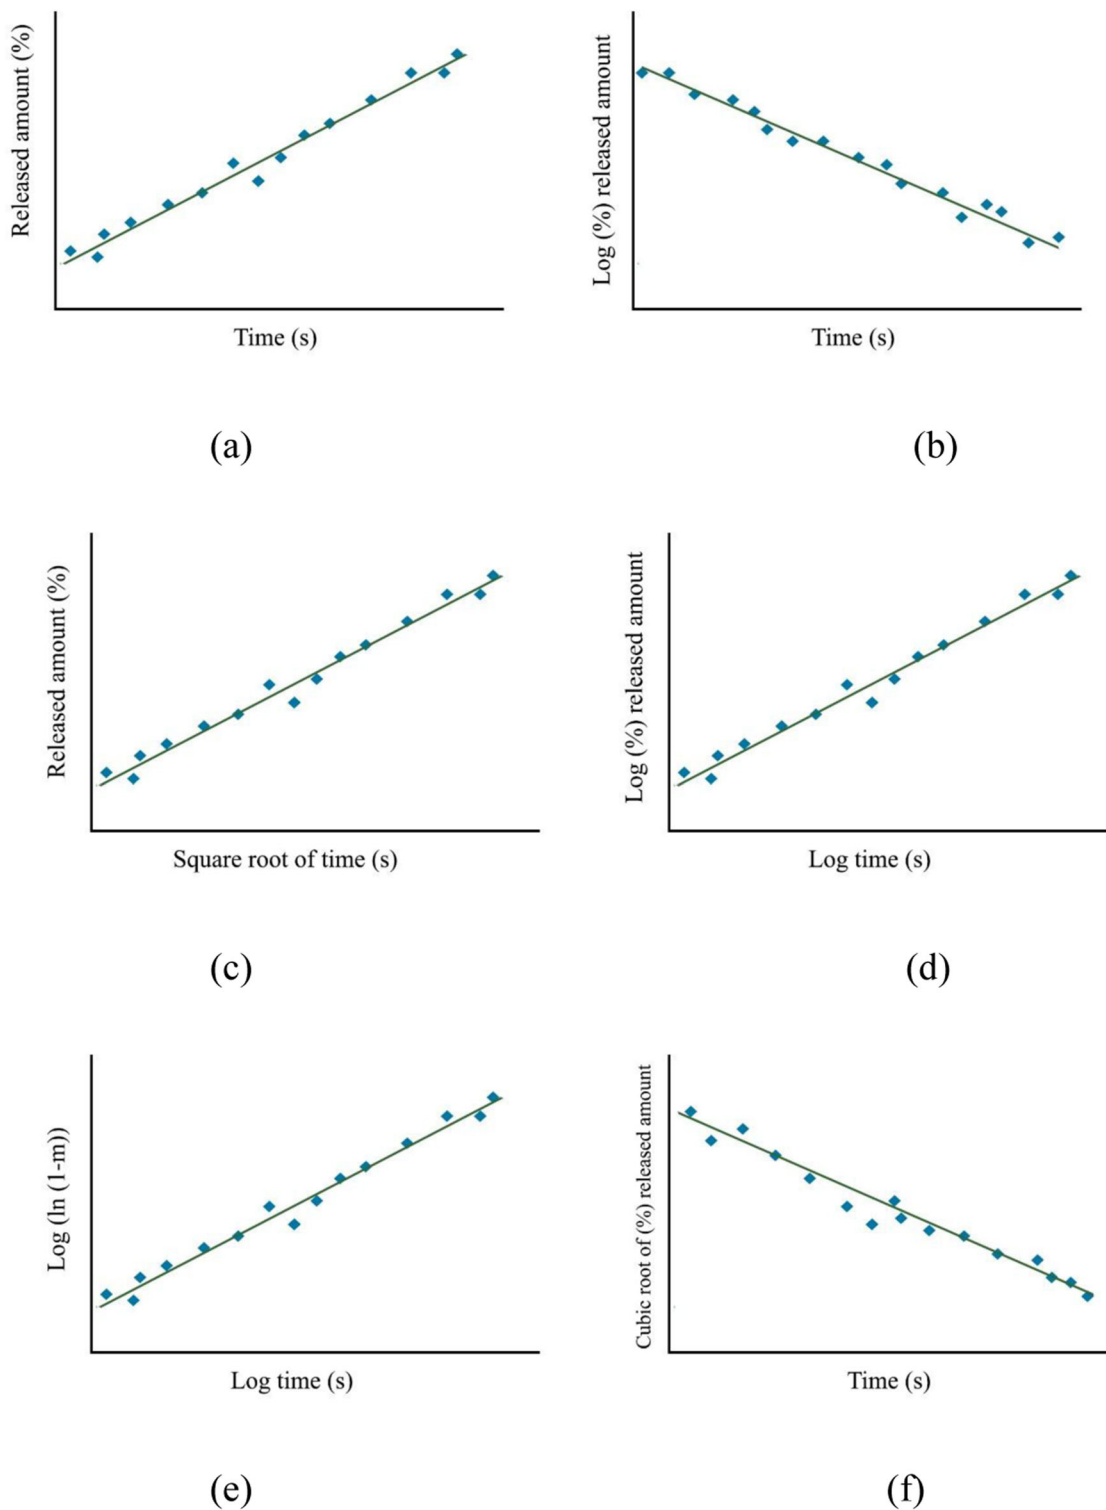 Released amount (%)
Time (s)
(a)
Log (%) released amount
Time (s)
(b)
Released amount (%)
Square root of time (s)
(c)
Log (%) released amount
Log time (s)
(d)
Log (ln (1-m))
Log time (s)
(e)
Cubic root of (%) released amount
Time (s)
(f)